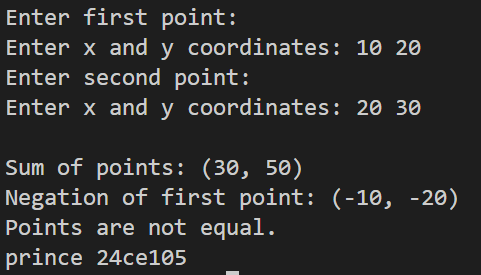 Enter first point:
Enter x and y coordinates: 10 20
Enter second point:
Enter x and y coordinates: 20 30
Sum of points: (30, 50)
Negation of first point: (-10, -20)
Points are not equal.
prince 24ce105